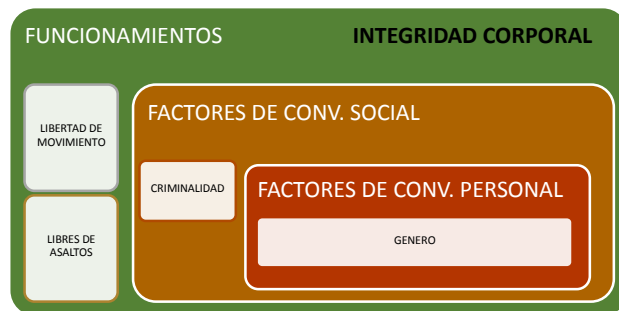 FUNCIONAMIENTOS
INTEGRIDAD CORPORAL
LIBERTAD DE
MOVIMIENTO
LIBRES DE
ASALTOS
FACTORES DE CONV. SOCIAL
CRIMINALIDAD
FACTORES DE CONV. PERSONAL
GENERO